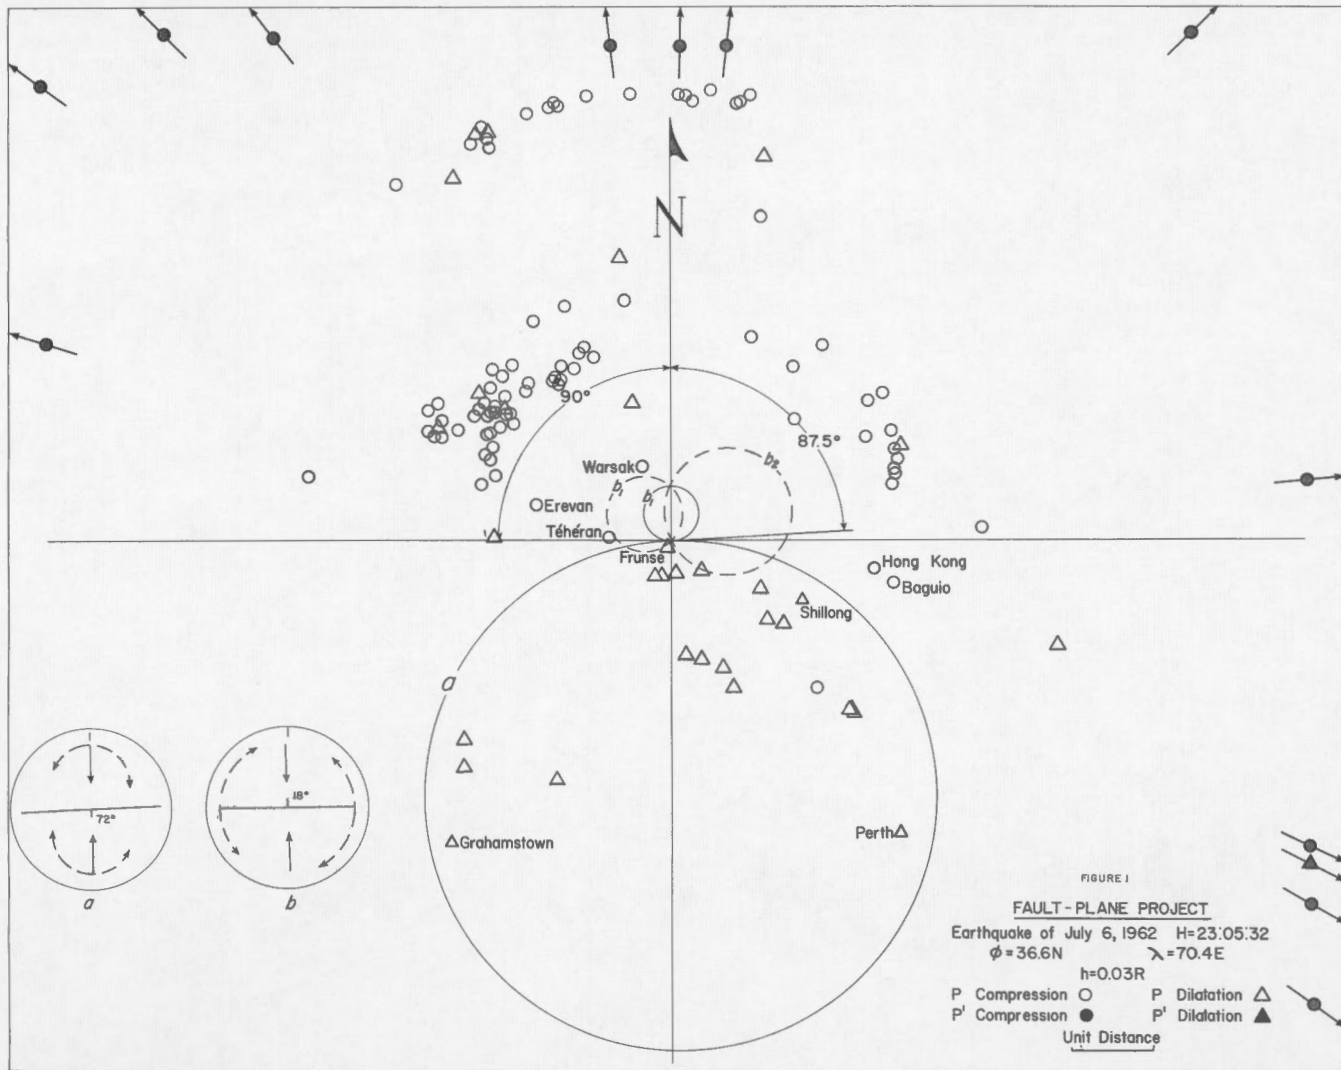 N
90°
87.5°
Warsak
b₁
b₁
b₂
Erevan
Téhéran
Frunse
Hong Kong
Baguio
Shillong
a
72°
18°
Grahamstown
Perth
a
b
FIGURE 1
FAULT-PLANE PROJECT
Earthquake of July 6, 1962 H=23:05:32
φ=36.6N λ=70.4E
h=0.03R
P Compression ○ P Dilatation △
P' Compression ● P' Dilatation ▲
Unit Distance